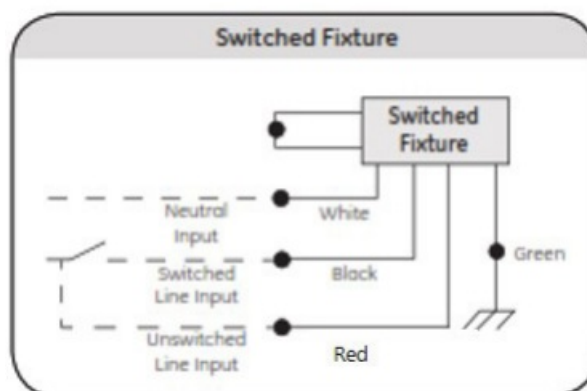 Switched Fixture
Switched
Fixture
Neutral
Input
White
Switched
Line Input
Black
Green
Unswitched
Line Input
Red